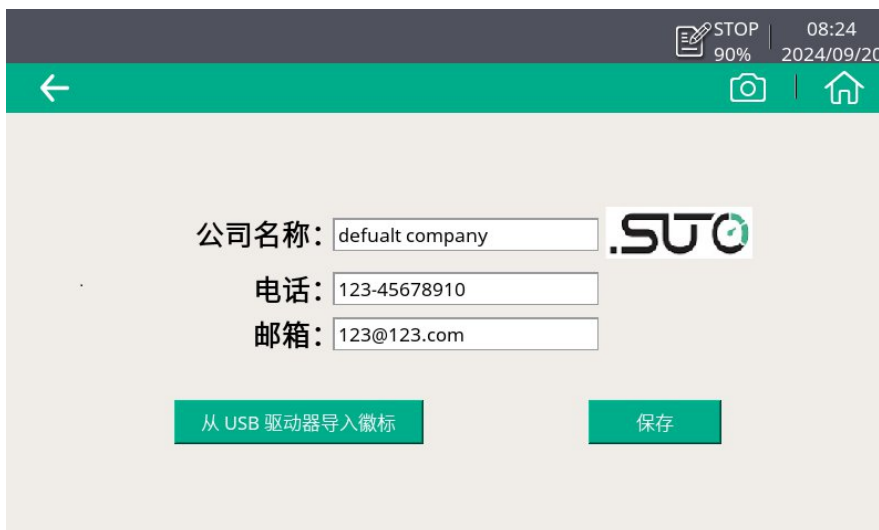 STOP 08:24
90% 2024/09/20
公司名称： defualt company .SUTO
电话： 123-45678910
邮箱： 123@123.com
从 USB 驱动器导入徽标 保存